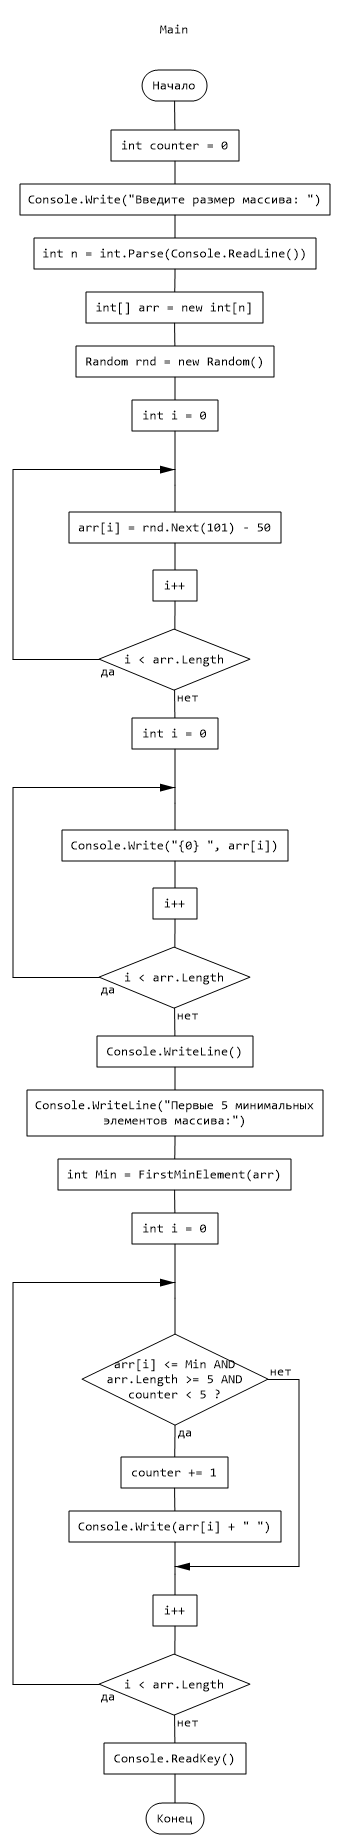 Main
Начало
int counter = 0
Console.Write("Введите размер массива: ")
int n = int.Parse(Console.ReadLine())
int[] arr = new int[n]
Random rnd = new Random()
int i = 0
arr[i] = rnd.Next(101) - 50
i++
i < arr.Length
да
нет
int i = 0
Console.Write("{0} ", arr[i])
i++
i < arr.Length
да
нет
Console.WriteLine()
Console.WriteLine("Первые 5 минимальных
элементов массива:")
int Min = FirstMinElement(arr)
int i = 0
arr[i] <= Min AND
arr.Length >= 5 AND
counter < 5 ?
нет
да
counter += 1
Console.Write(arr[i] + " ")
i++
i < arr.Length
да
нет
Console.ReadKey()
Конец